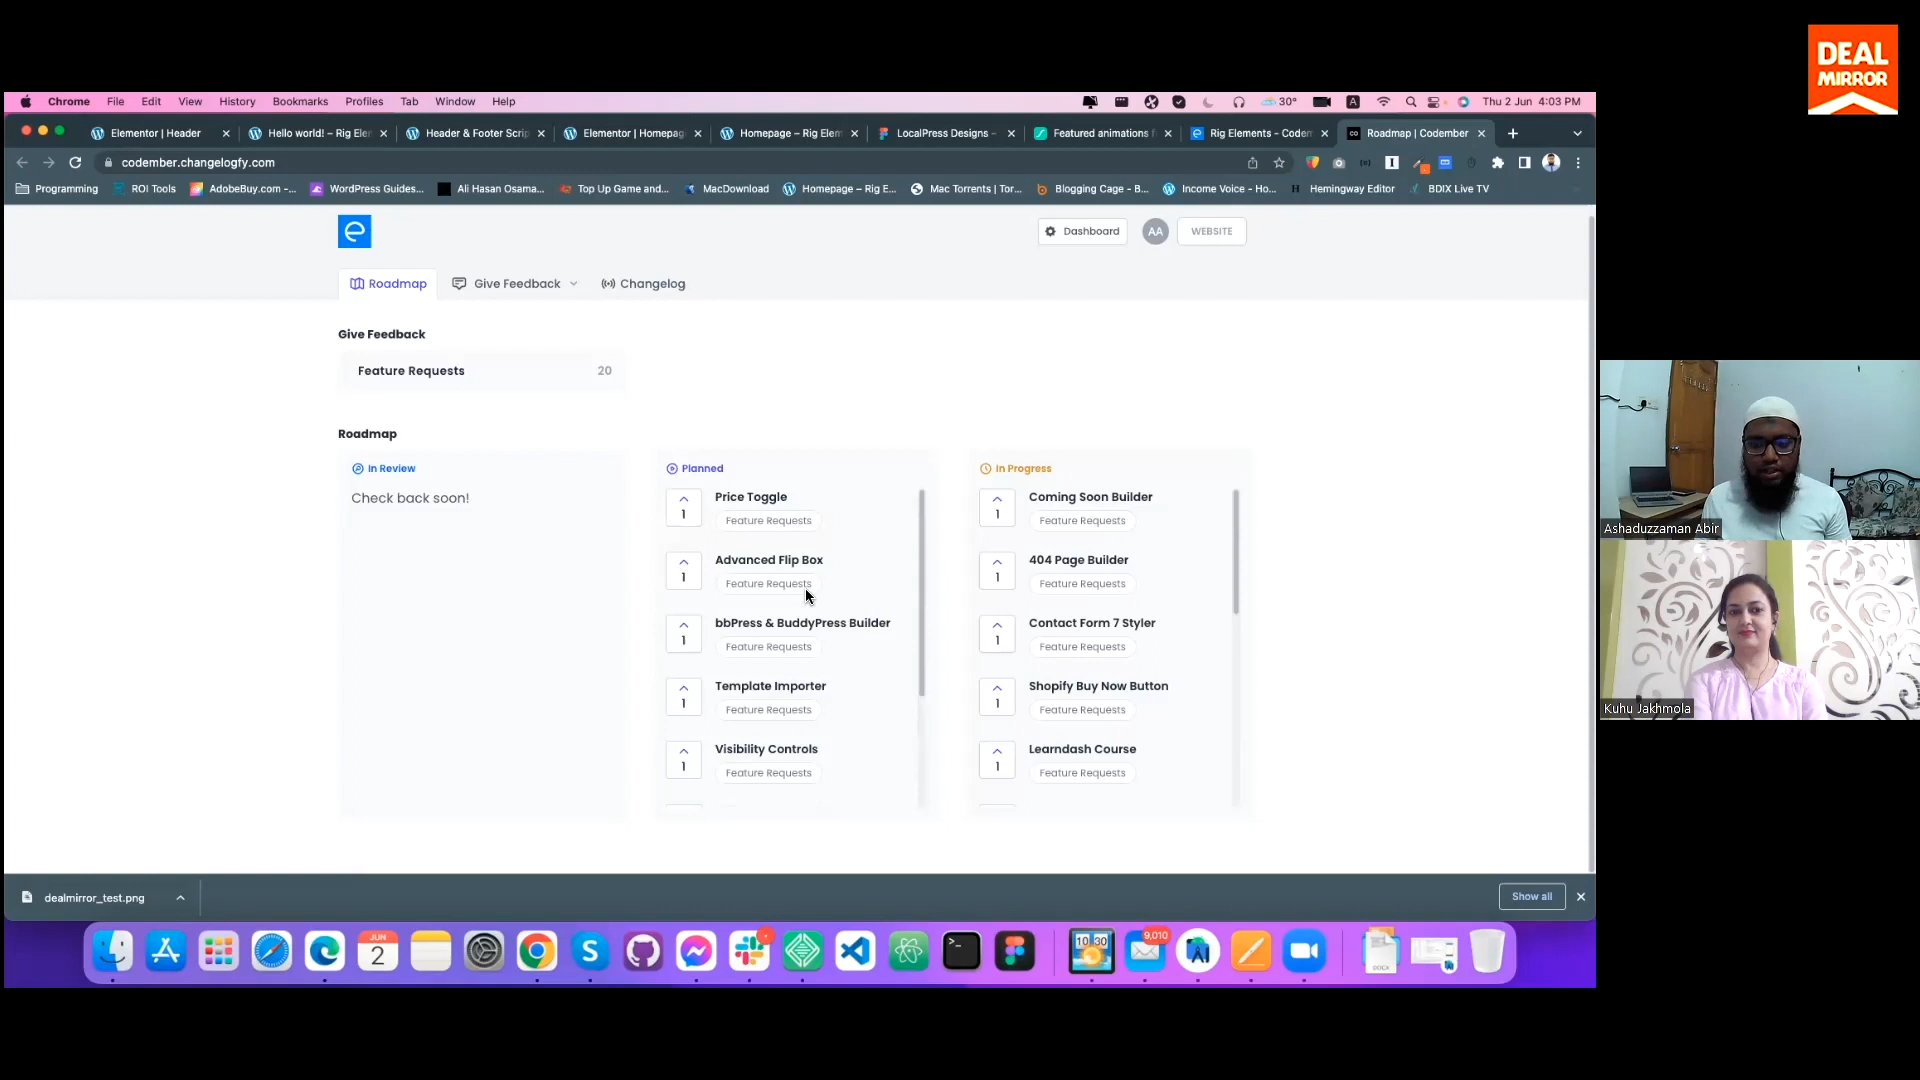 DEAL
MIRROR
Chrome File Edit View History Bookmarks Profiles Tab Window Help 30° A Thu 2 Jun 4:03 PM
Elementor | Header Hello world! – Rig Ele Header & Footer Scrip Elementor | Homepag Homepage – Rig Elem LocalPress Designs - Featured animations f Rig Elements - Codem Roadmap | Codember
codember.changelogfy.com
Programming ROI Tools AdobeBuy.com -... WordPress Guides... Ali Hasan Osama... Top Up Game and... MacDownload Homepage – Rig E... Mac Torrents | Tor... Blogging Cage - B... Income Voice - Ho... Hemingway Editor BDIX Live TV
Dashboard AA WEBSITE
Roadmap Give Feedback Changelog
Give Feedback
Feature Requests 20
Roadmap
In Review
Check back soon!
Planned
Price Toggle
1 Feature Requests
Advanced Flip Box
1 Feature Requests
bbPress & BuddyPress Builder
1 Feature Requests
Template Importer
1 Feature Requests
Visibility Controls
1 Feature Requests
In Progress
Coming Soon Builder
1 Feature Requests
404 Page Builder
1 Feature Requests
Contact Form 7 Styler
1 Feature Requests
Shopify Buy Now Button
1 Feature Requests
Learndash Course
1 Feature Requests
Ashaduzzaman Abir
Kuhu Jakhmola
dealmirror_test.png Show all
JUN
2
10 30
9,010
DOCX